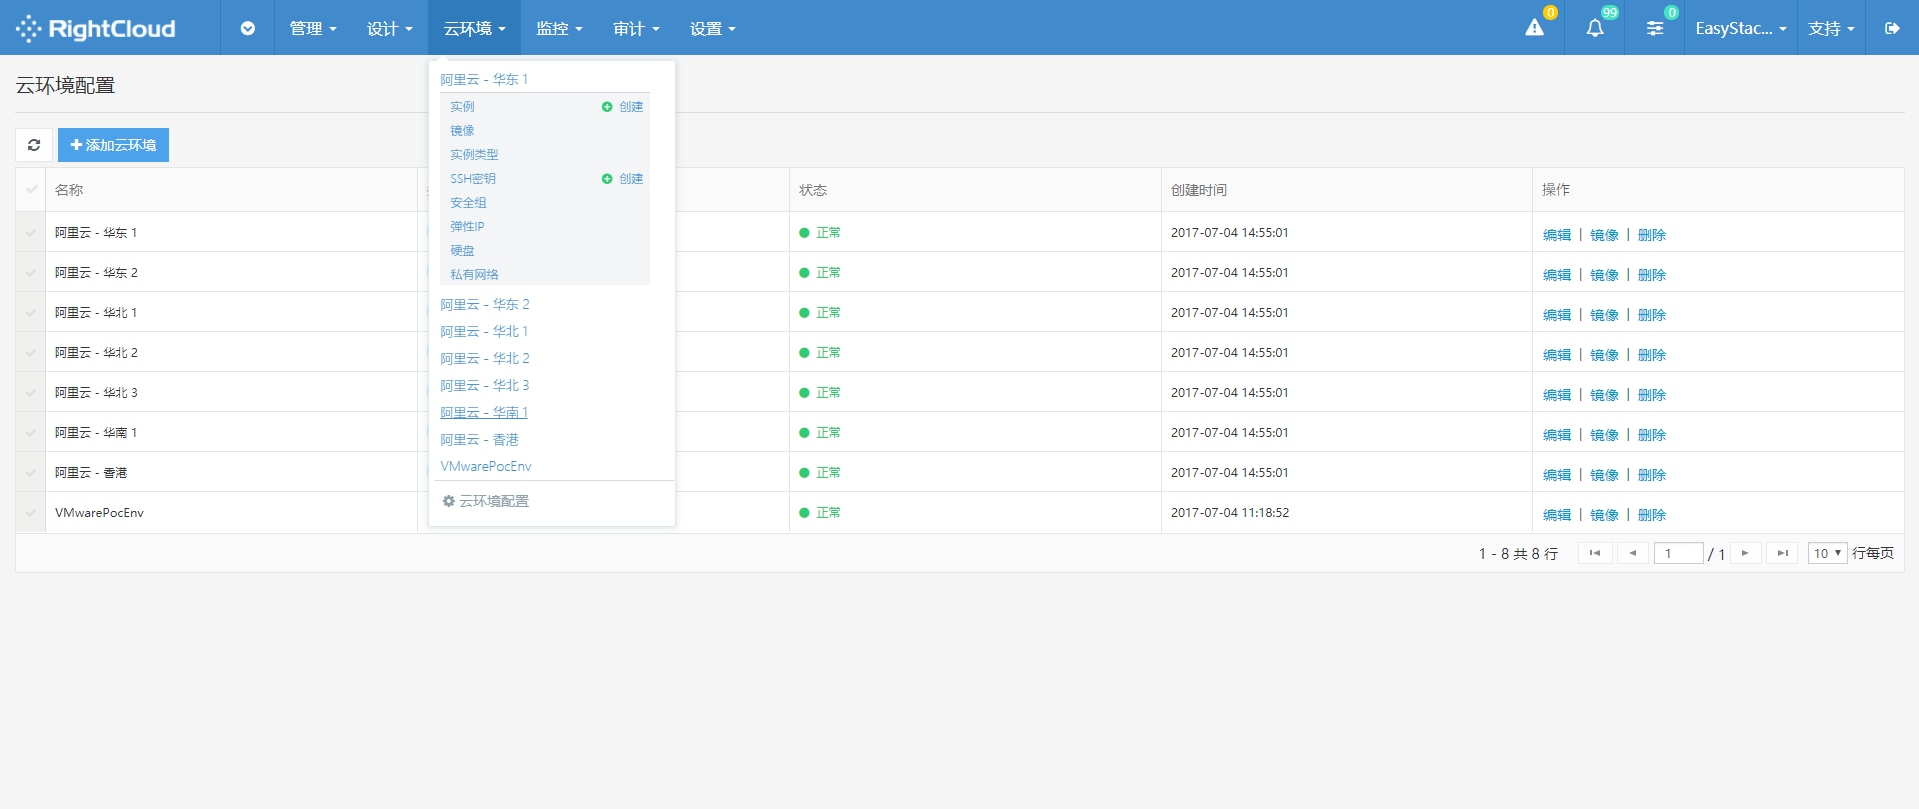 RightCloud 管理 设计 云环境 监控 审计 设置 0 99 0 EasyStac... 支持
云环境配置
添加云环境
阿里云 - 华东 1
实例 创建
镜像
实例类型
SSH密钥 创建
安全组
弹性IP
硬盘
私有网络
阿里云 - 华东 2
阿里云 - 华北 1
阿里云 - 华北 2
阿里云 - 华北 3
阿里云 - 华南 1
阿里云 - 香港
VMwarePocEnv
云环境配置
名称 状态 创建时间 操作
阿里云 - 华东 1 正常 2017-07-04 14:55:01 编辑 | 镜像 | 删除
阿里云 - 华东 2 正常 2017-07-04 14:55:01 编辑 | 镜像 | 删除
阿里云 - 华北 1 正常 2017-07-04 14:55:01 编辑 | 镜像 | 删除
阿里云 - 华北 2 正常 2017-07-04 14:55:01 编辑 | 镜像 | 删除
阿里云 - 华北 3 正常 2017-07-04 14:55:01 编辑 | 镜像 | 删除
阿里云 - 华南 1 正常 2017-07-04 14:55:01 编辑 | 镜像 | 删除
阿里云 - 香港 正常 2017-07-04 14:55:01 编辑 | 镜像 | 删除
VMwarePocEnv 正常 2017-07-04 11:18:52 编辑 | 镜像 | 删除
1 - 8 共 8 行 1 / 1 10 行每页